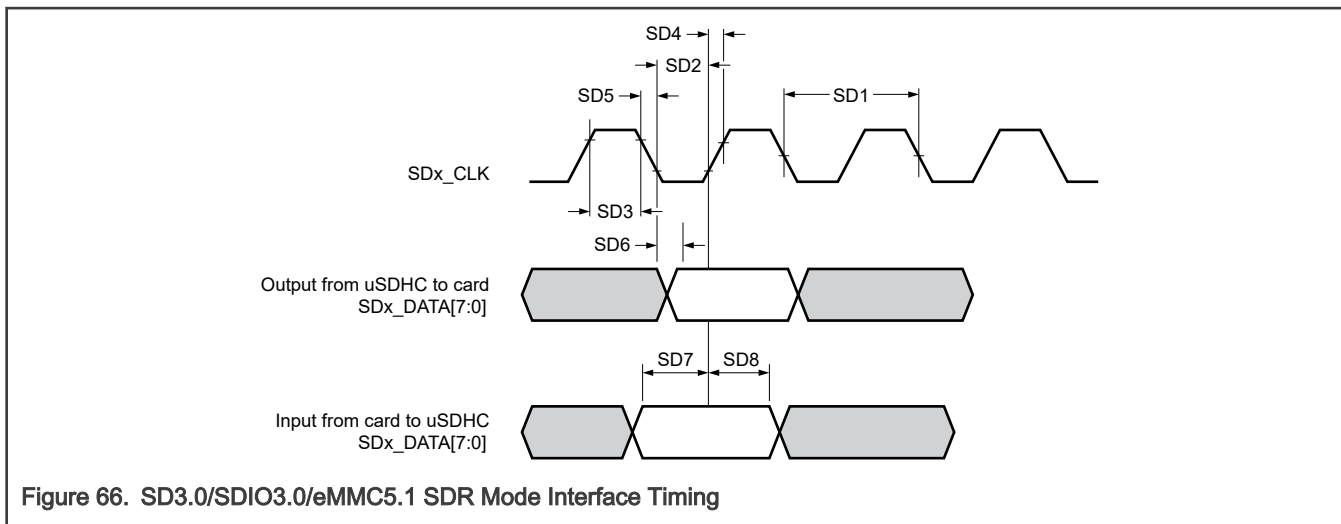 SD4
SD2
SD5
SD1
SDx_CLK
SD3
SD6
Output from uSDHC to card
SDx_DATA[7:0]
SD7
SD8
Input from card to uSDHC
SDx_DATA[7:0]
Figure 66. SD3.0/SDIO3.0/eMMC5.1 SDR Mode Interface Timing